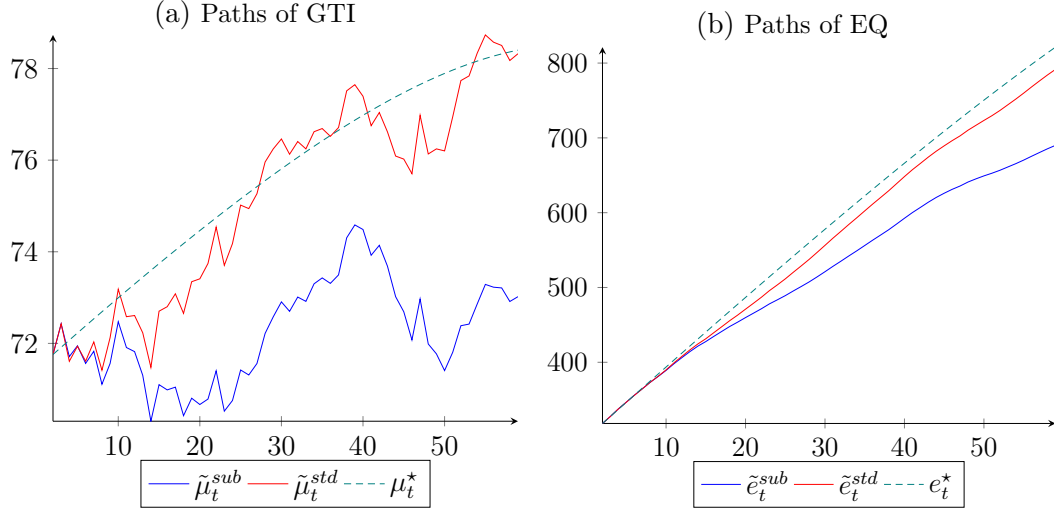 (a) Paths of GTI
78
76
74
72
10 20 30 40 50
μ̃_t^{sub} μ̃_t^{std} μ_t^⋆
(b) Paths of EQ
800
700
600
500
400
10 20 30 40 50
ẽ_t^{sub} ẽ_t^{std} e_t^⋆